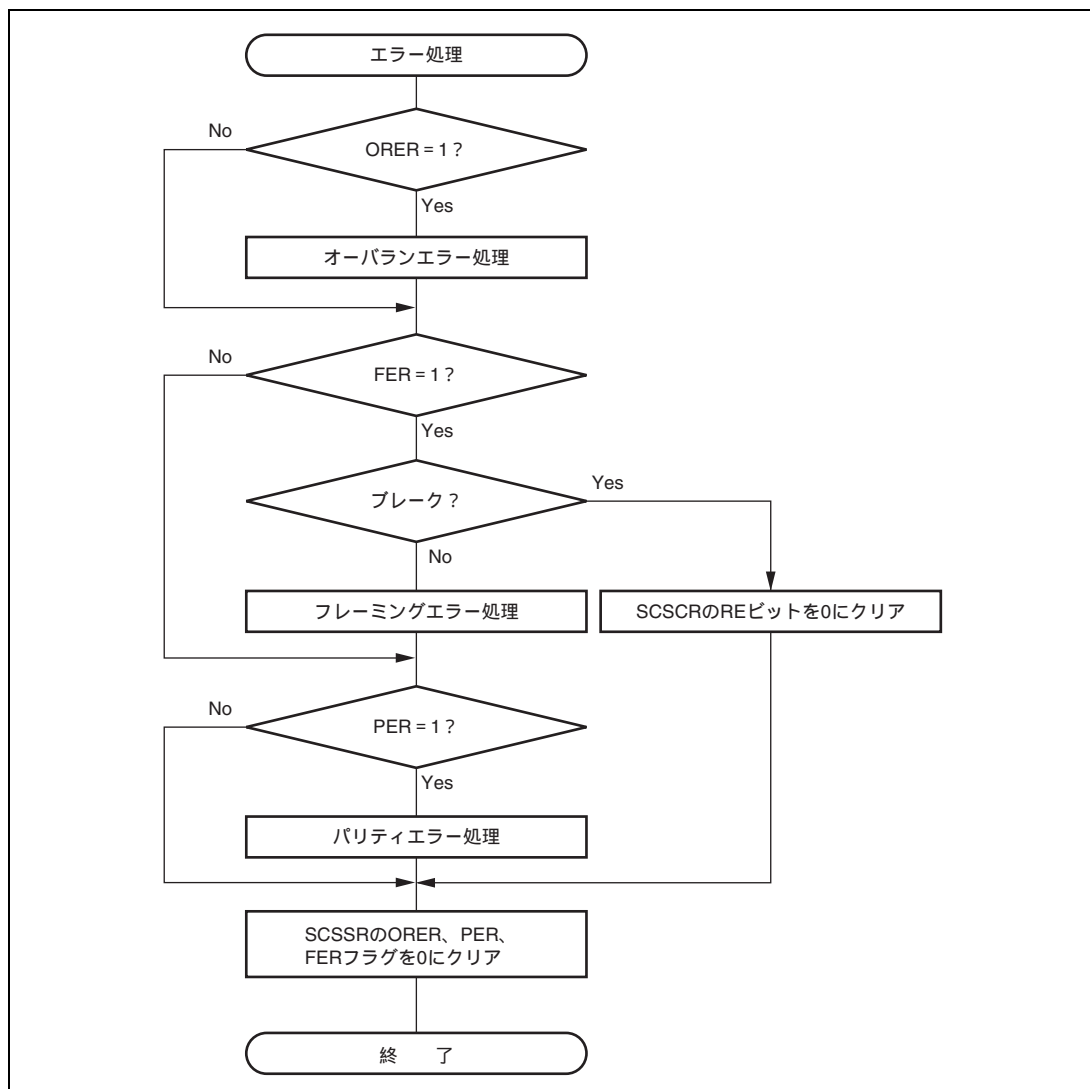 エラー処理
No
ORER = 1?
Yes
オーバランエラー処理
No
FER = 1?
Yes
ブレーク?
Yes
No
フレーミングエラー処理
SCSCRのREビットを0にクリア
No
PER = 1?
Yes
パリティエラー処理
SCSSRのORER、PER、
FERフラグを0にクリア
終 了